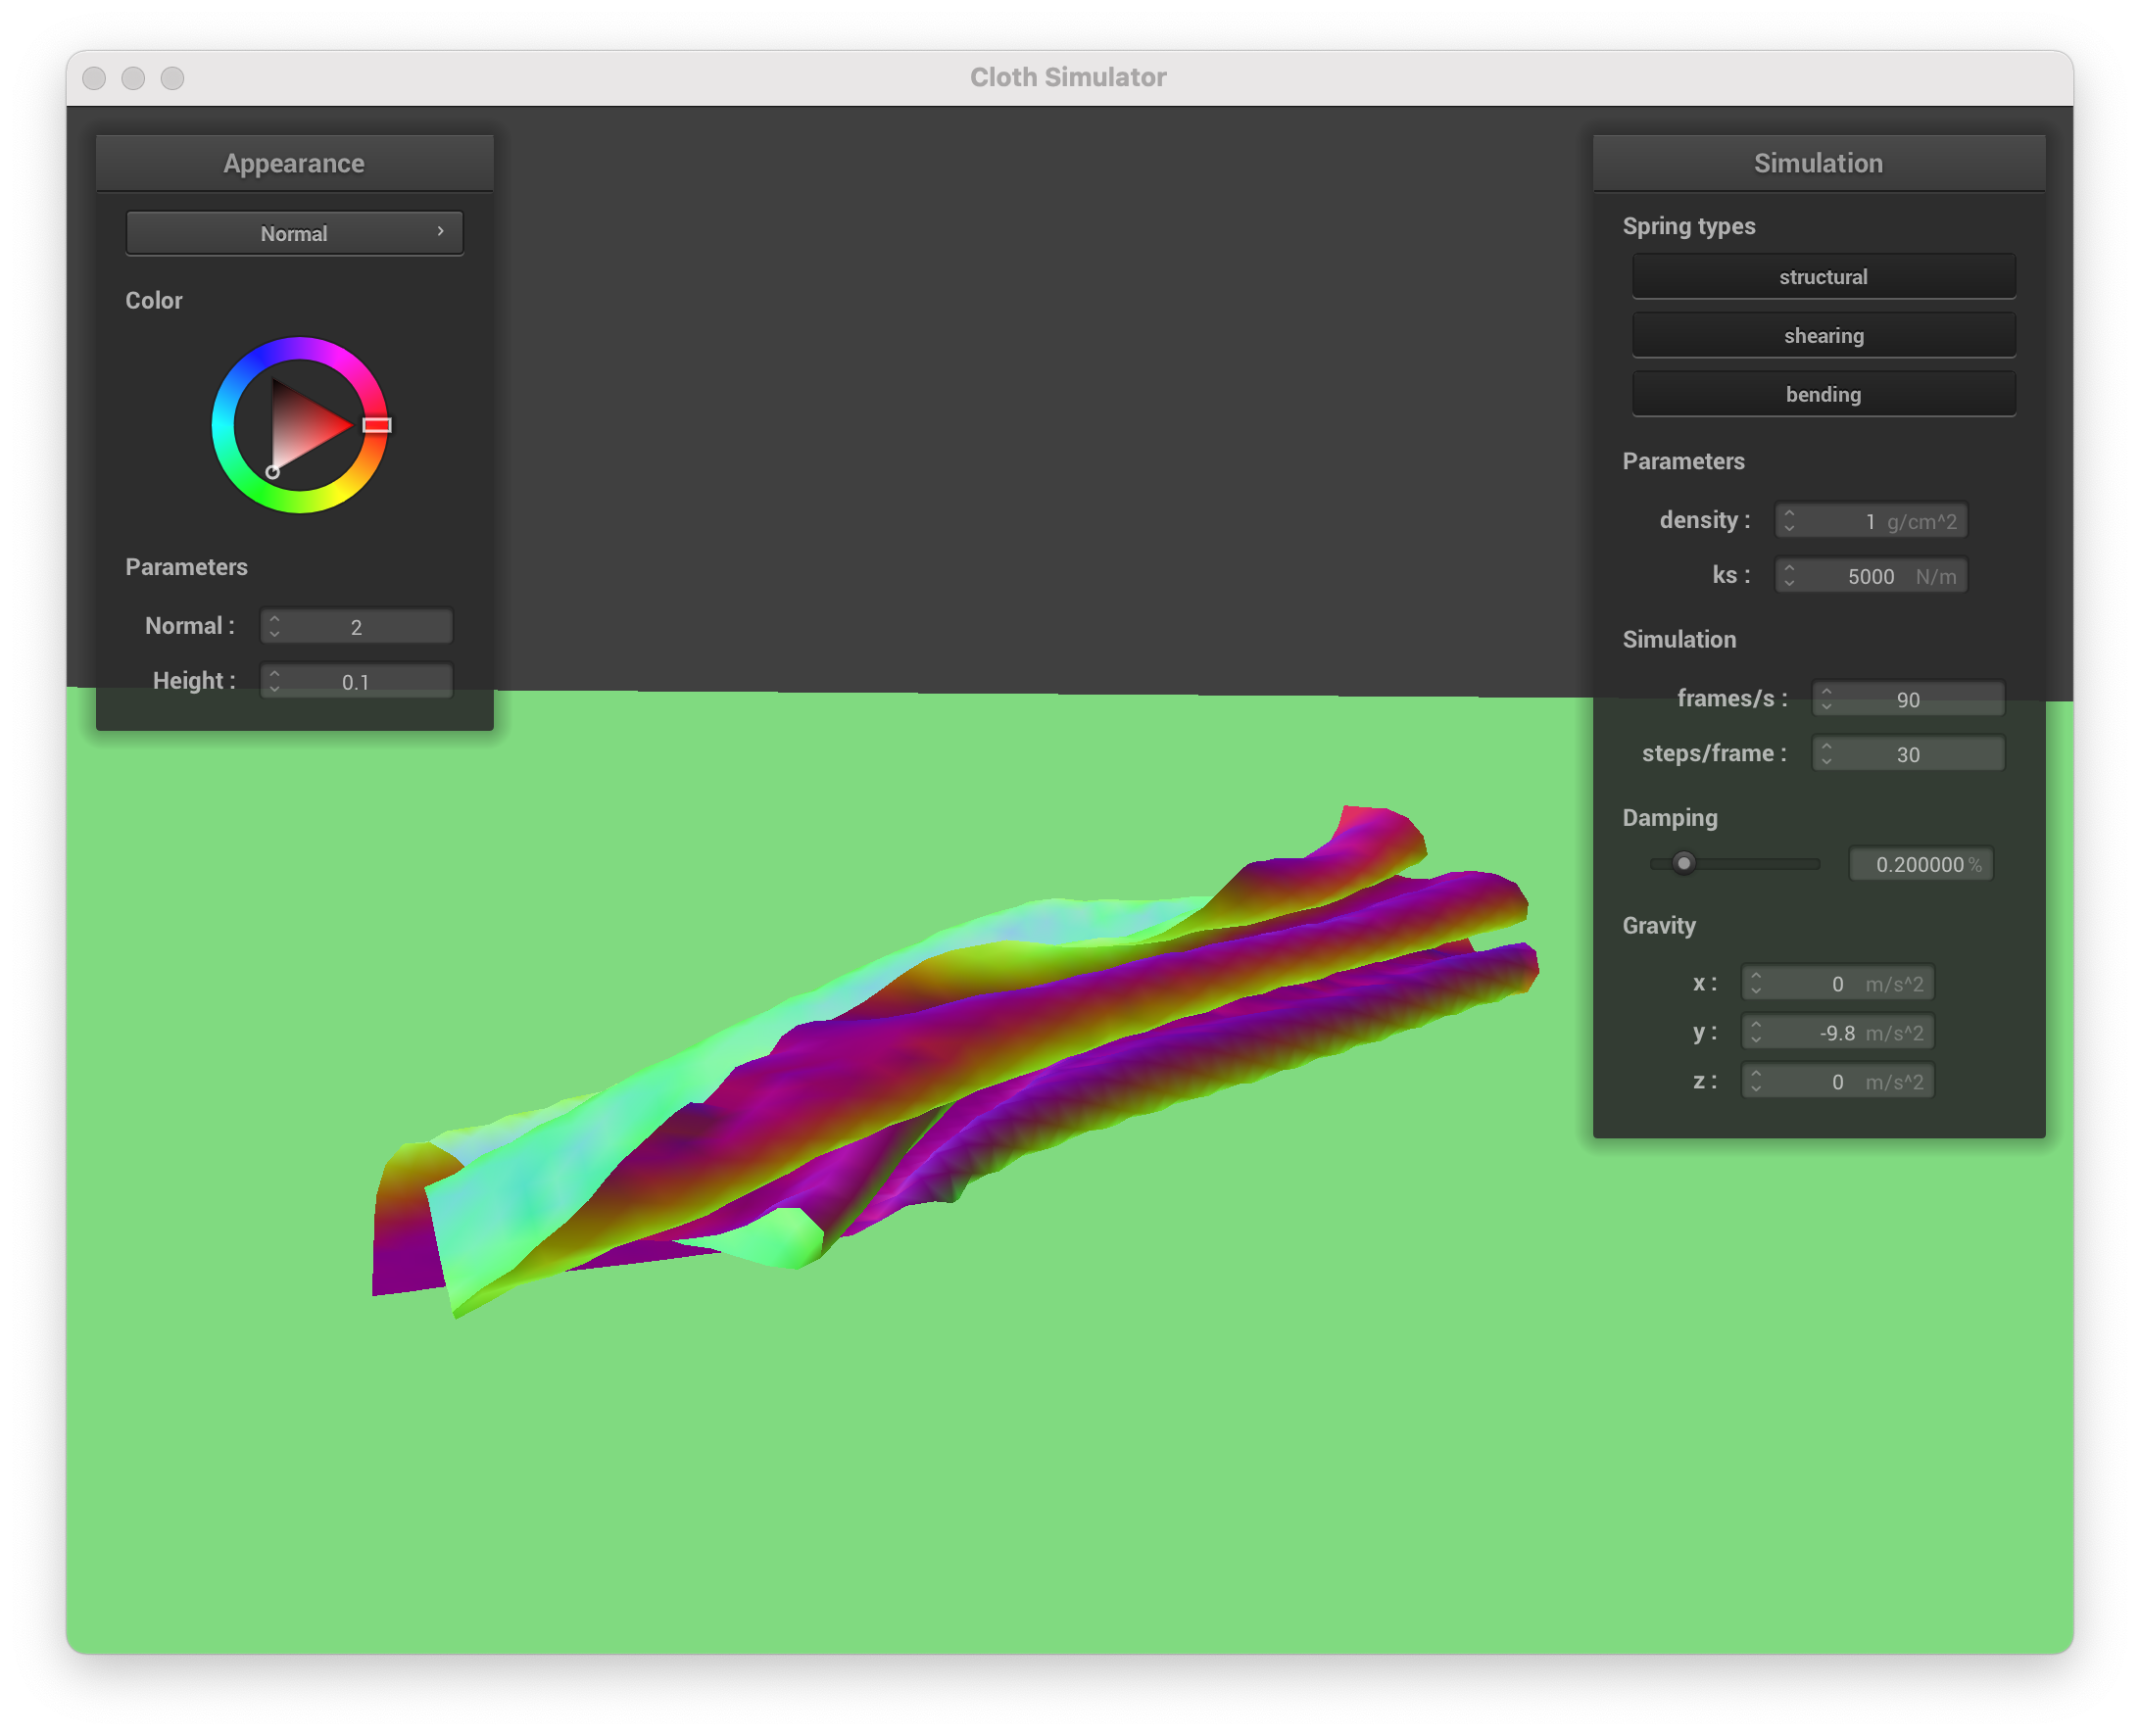 Cloth Simulator
Appearance
Normal
Color
Parameters
Normal : 2
Height : 0.1
Simulation
Spring types
structural
shearing
bending
Parameters
density : 1 g/cm^2
ks : 5000 N/m
Simulation
frames/s : 90
steps/frame : 30
Damping
0.200000 %
Gravity
x : 0 m/s^2
y : -9.8 m/s^2
z : 0 m/s^2